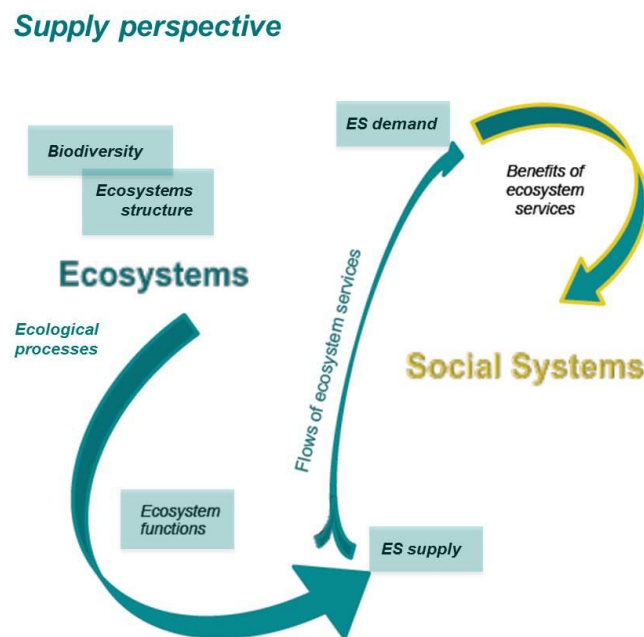 Supply perspective
ES demand
Biodiversity
Ecosystems
structure
Benefits of
ecosystem
services
Ecosystems
Ecological
processes
Flows of ecosystem services
Social Systems
Ecosystem
functions
ES supply